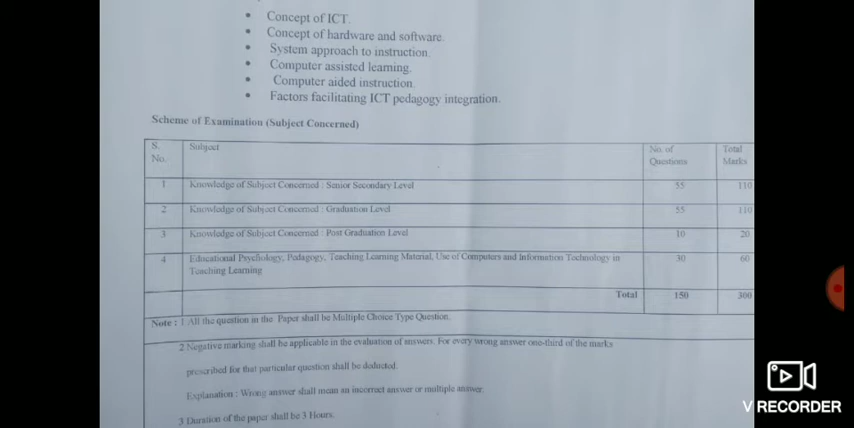 Concept of ICT.
Concept of hardware and software.
System approach to instruction.
Computer assisted learning.
Computer aided instruction.
Factors facilitating ICT pedagogy integration.
Scheme of Examination (Subject Concerned)
S. No. Subject No. of Questions Total Marks
1 Knowledge of Subject Concerned : Senior Secondary Level 55 110
2 Knowledge of Subject Concerned : Graduation Level 55 110
3 Knowledge of Subject Concerned : Post Graduation Level 10 20
4 Educational Psychology, Pedagogy, Teaching Learning Material, Use of Computers and Information Technology in 30 60
Teaching Learning
Total 150 300
Note : 1 All the question in the Paper shall be Multiple Choice Type Question.
2 Negative marking shall be applicable in the evaluation of answers. For every wrong answer one-third of the marks
prescribed for that particular question shall be deducted.
Explanation : Wrong answer shall mean an incorrect answer or multiple answer.
3 Duration of the paper shall be 3 Hours.
V RECORDER